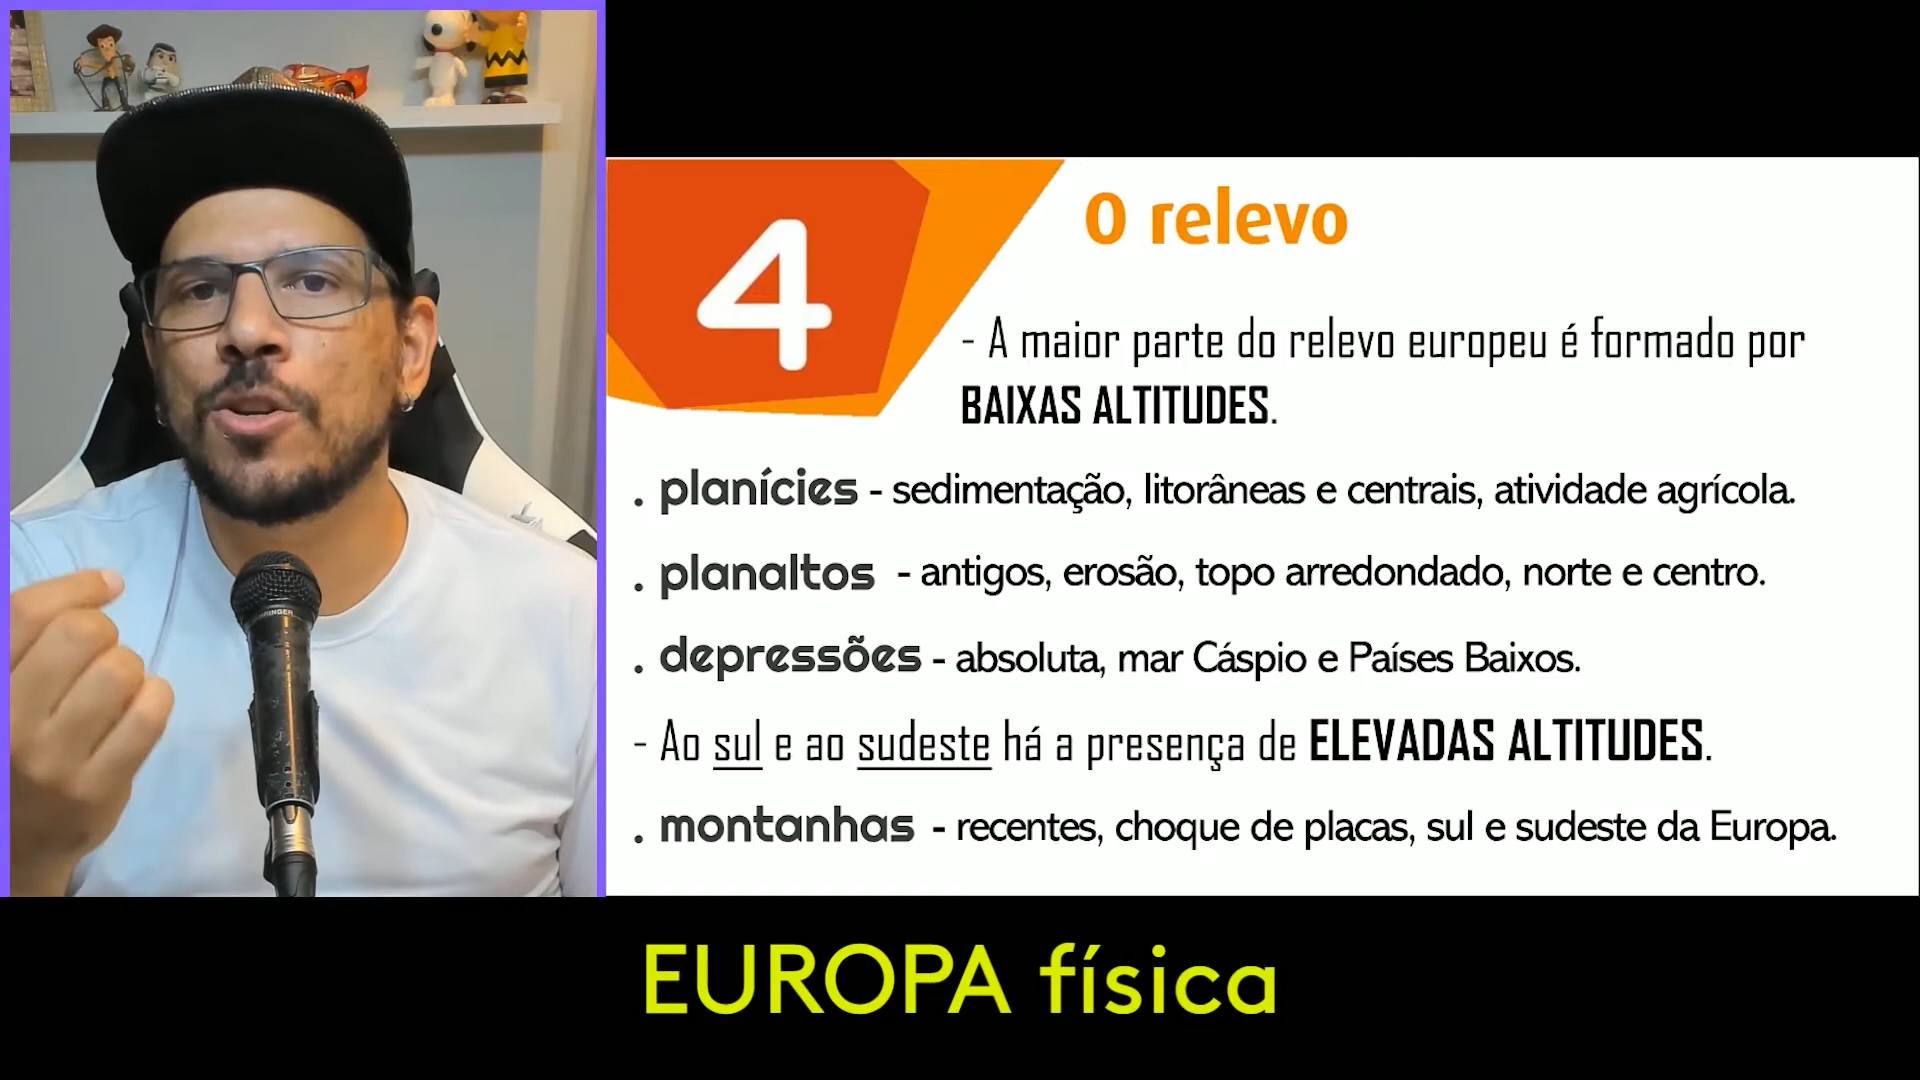 4
O relevo
- A maior parte do relevo europeu é formado por
BAIXAS ALTITUDES.
. planícies - sedimentação, litorâneas e centrais, atividade agrícola.
. planaltos - antigos, erosão, topo arredondado, norte e centro.
. depressões - absoluta, mar Cáspio e Países Baixos.
- Ao sul e ao sudeste há a presença de ELEVADAS ALTITUDES.
. montanhas - recentes, choque de placas, sul e sudeste da Europa.
EUROPA física